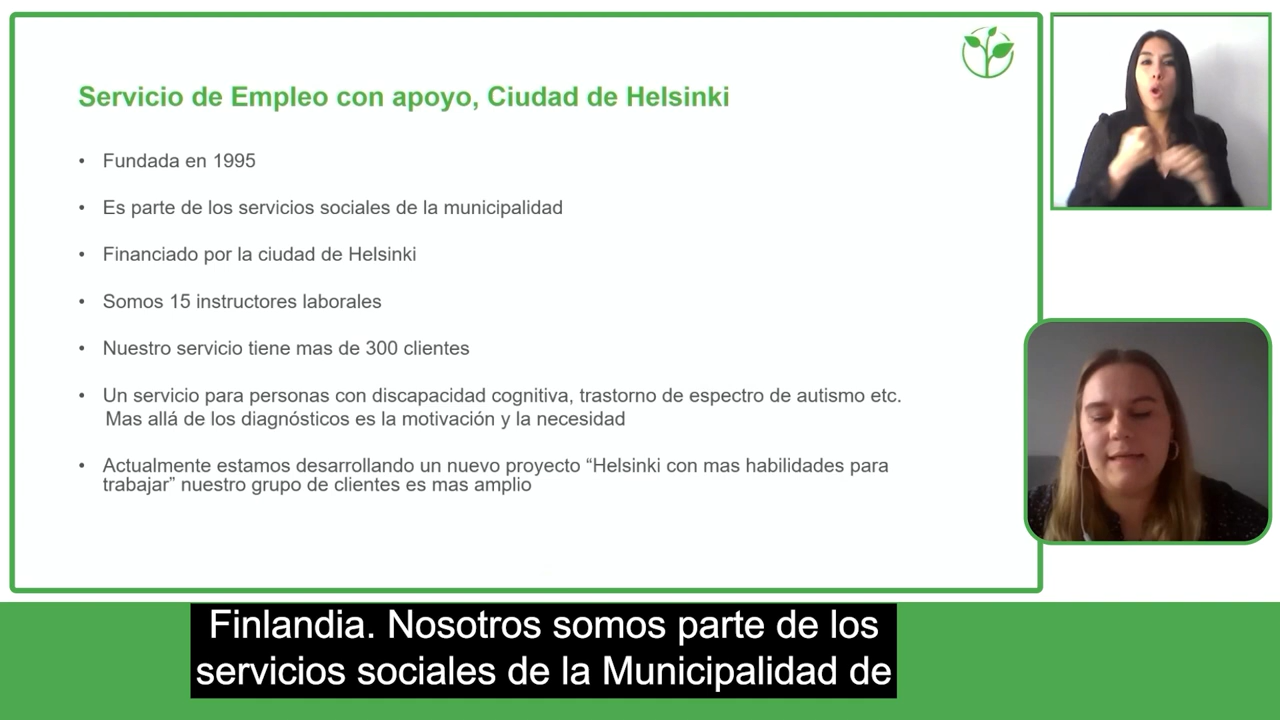 Servicio de Empleo con apoyo, Ciudad de Helsinki
• Fundada en 1995
• Es parte de los servicios sociales de la municipalidad
• Financiado por la ciudad de Helsinki
• Somos 15 instructores laborales
• Nuestro servicio tiene mas de 300 clientes
• Un servicio para personas con discapacidad cognitiva, trastorno de espectro de autismo etc.
Mas allá de los diagnósticos es la motivación y la necesidad
• Actualmente estamos desarrollando un nuevo proyecto “Helsinki con mas habilidades para
trabajar” nuestro grupo de clientes es mas amplio
Finlandia. Nosotros somos parte de los
servicios sociales de la Municipalidad de